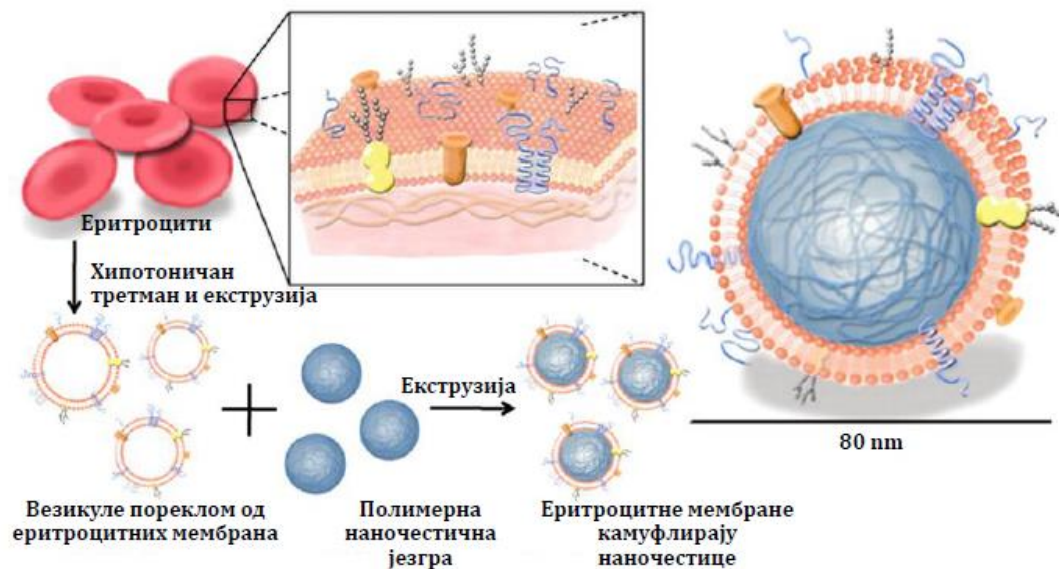 Еритроцити
Хипотоничан
третман и екструзија
Екструзија
80 nm
Везикуле пореклом од
еритроцитних мембрана
Полимерна
наночестична
језгра
Еритроцитне мембране
камуфлирају
наночестице